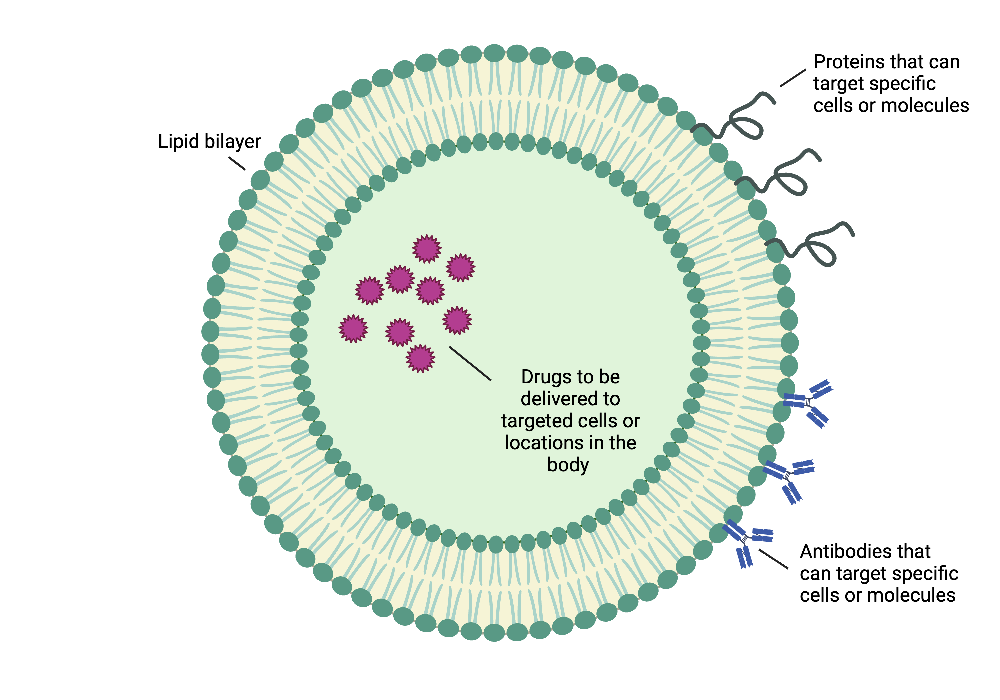 Proteins that can
target specific
cells or molecules
Lipid bilayer
Drugs to be
delivered to
targeted cells or
locations in the
body
Antibodies that
can target specific
cells or molecules